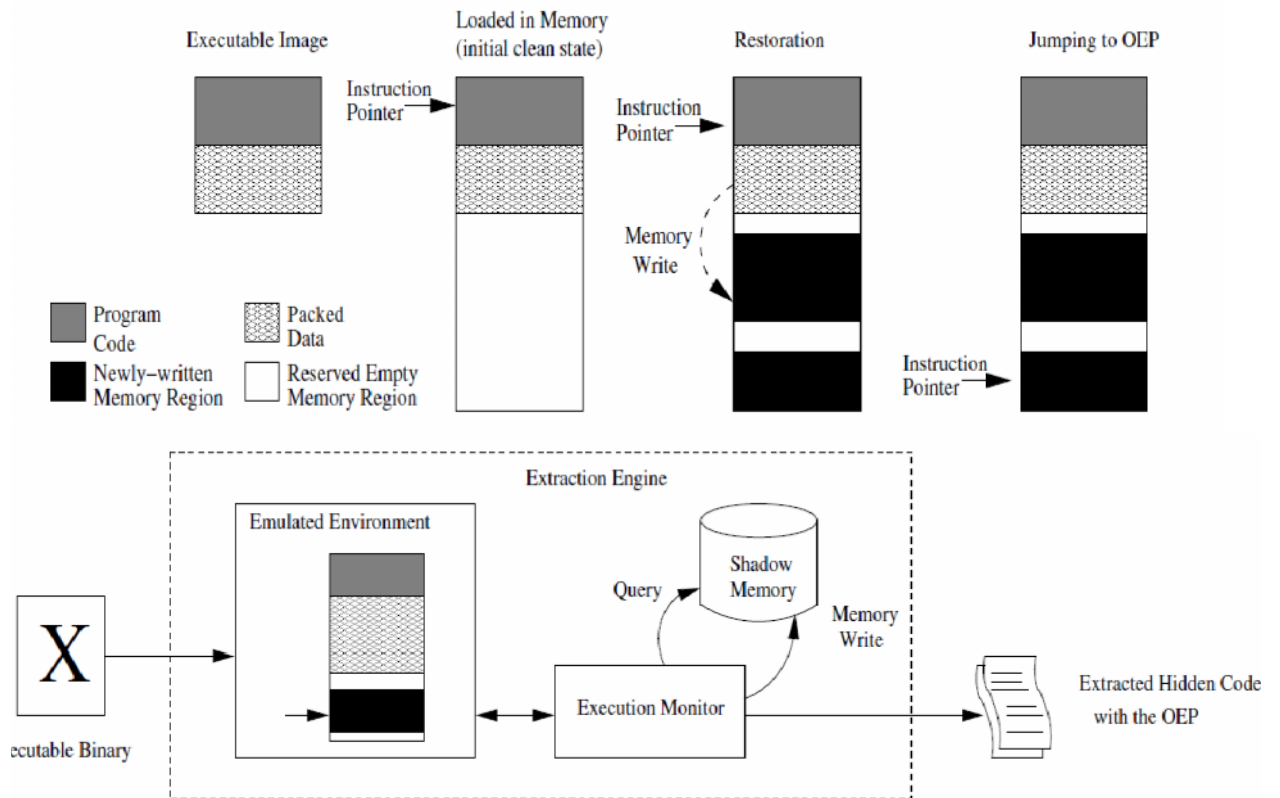 Executable Image
Loaded in Memory
(initial clean state)
Restoration
Jumping to OEP
Instruction
Pointer
Instruction
Pointer
Memory
Write
Program
Code
Packed
Data
Newly-written
Memory Region
Reserved Empty
Memory Region
Instruction
Pointer
Extraction Engine
Emulated Environment
Shadow
Memory
Query
Memory
Write
X
Execution Monitor
Extracted Hidden Code
with the OEP
ecutable Binary